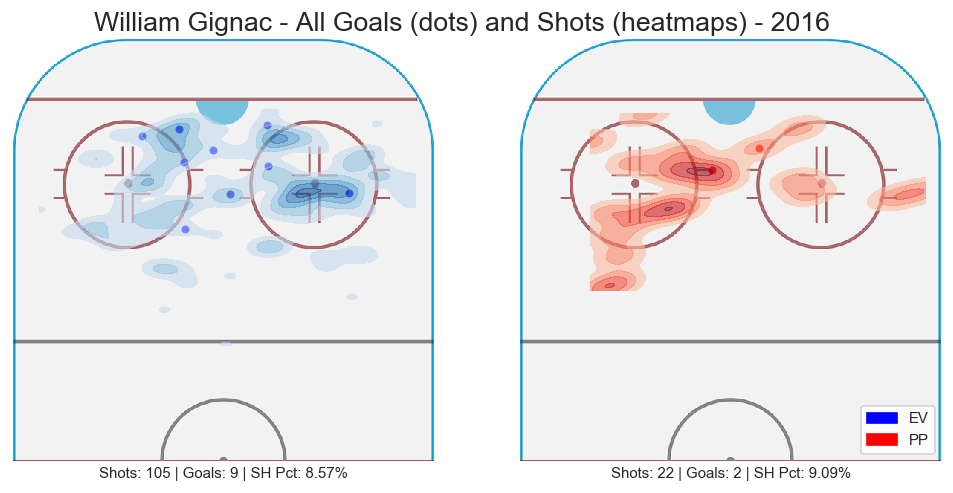 William Gignac - All Goals (dots) and Shots (heatmaps) - 2016
EV
PP
Shots: 105 | Goals: 9 | SH Pct: 8.57%
Shots: 22 | Goals: 2 | SH Pct: 9.09%